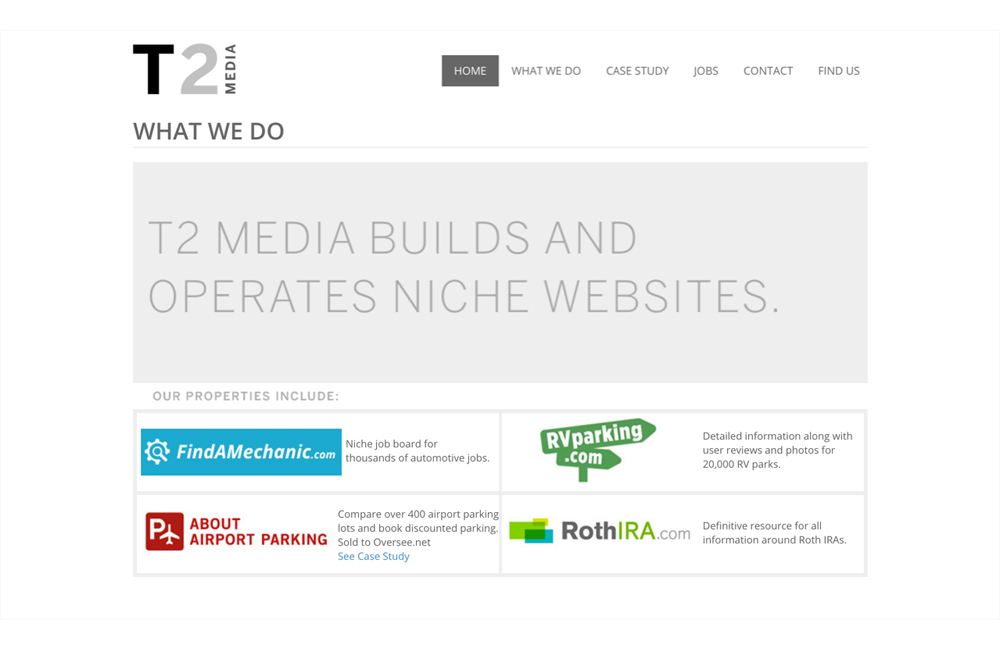 T2 MEDIA
HOME WHAT WE DO CASE STUDY JOBS CONTACT FIND US
WHAT WE DO
T2 MEDIA BUILDS AND
OPERATES NICHE WEBSITES.
OUR PROPERTIES INCLUDE:
FindAMechanic.com
Niche job board for
thousands of automotive jobs.
RVparking
.com
Detailed information along with
user reviews and photos for
20,000 RV parks.
P
ABOUT
AIRPORT PARKING
Compare over 400 airport parking
lots and book discounted parking.
Sold to Oversee.net
See Case Study
RothIRA.com
Definitive resource for all
information around Roth IRAs.